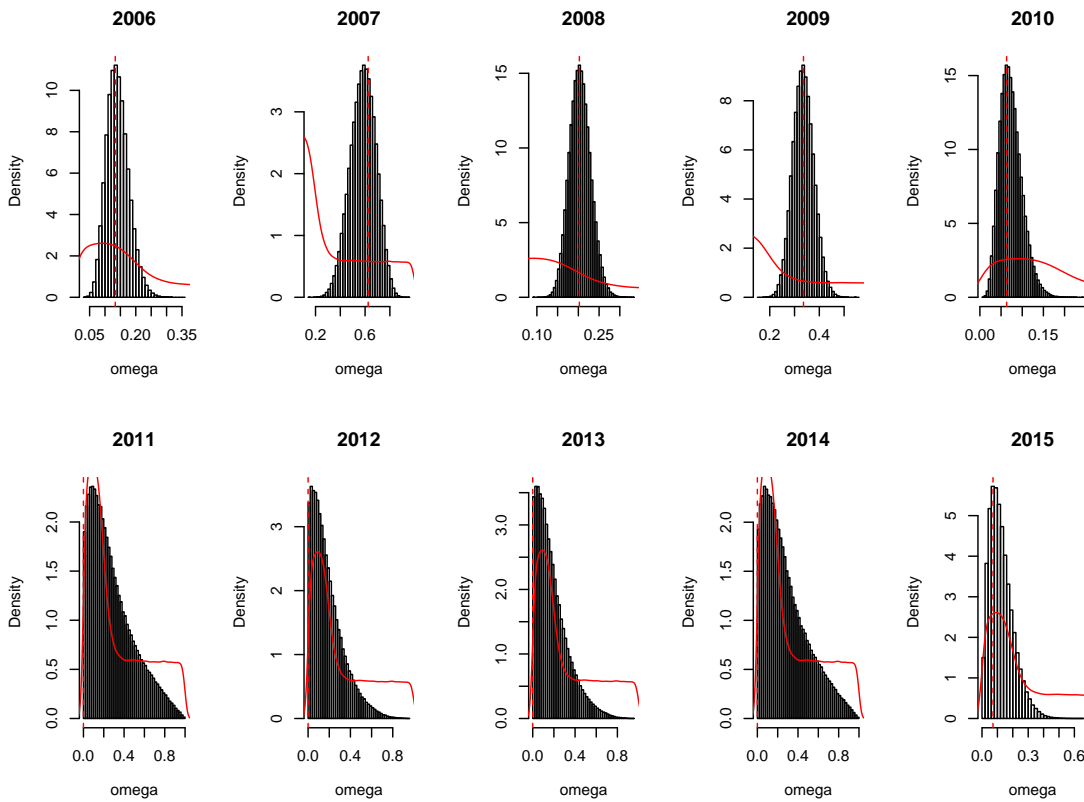 2006 2007 2008 2009 2010
Density 0 2 4 6 8 10 0.05 0.20 0.35 omega
Density 0 1 2 3 0.2 0.6 omega
Density 0 5 10 15 0.10 0.25 omega
Density 0 2 4 6 8 0.2 0.4 omega
Density 0 5 10 15 0.00 0.15 omega
2011 2012 2013 2014 2015
Density 0.0 0.5 1.0 1.5 2.0 0.0 0.4 0.8 omega
Density 0 1 2 3 0.0 0.4 0.8 omega
Density 0.0 1.0 2.0 3.0 0.0 0.4 0.8 omega
Density 0.0 0.5 1.0 1.5 2.0 0.0 0.4 0.8 omega
Density 0 1 2 3 4 5 0.0 0.3 0.6 omega